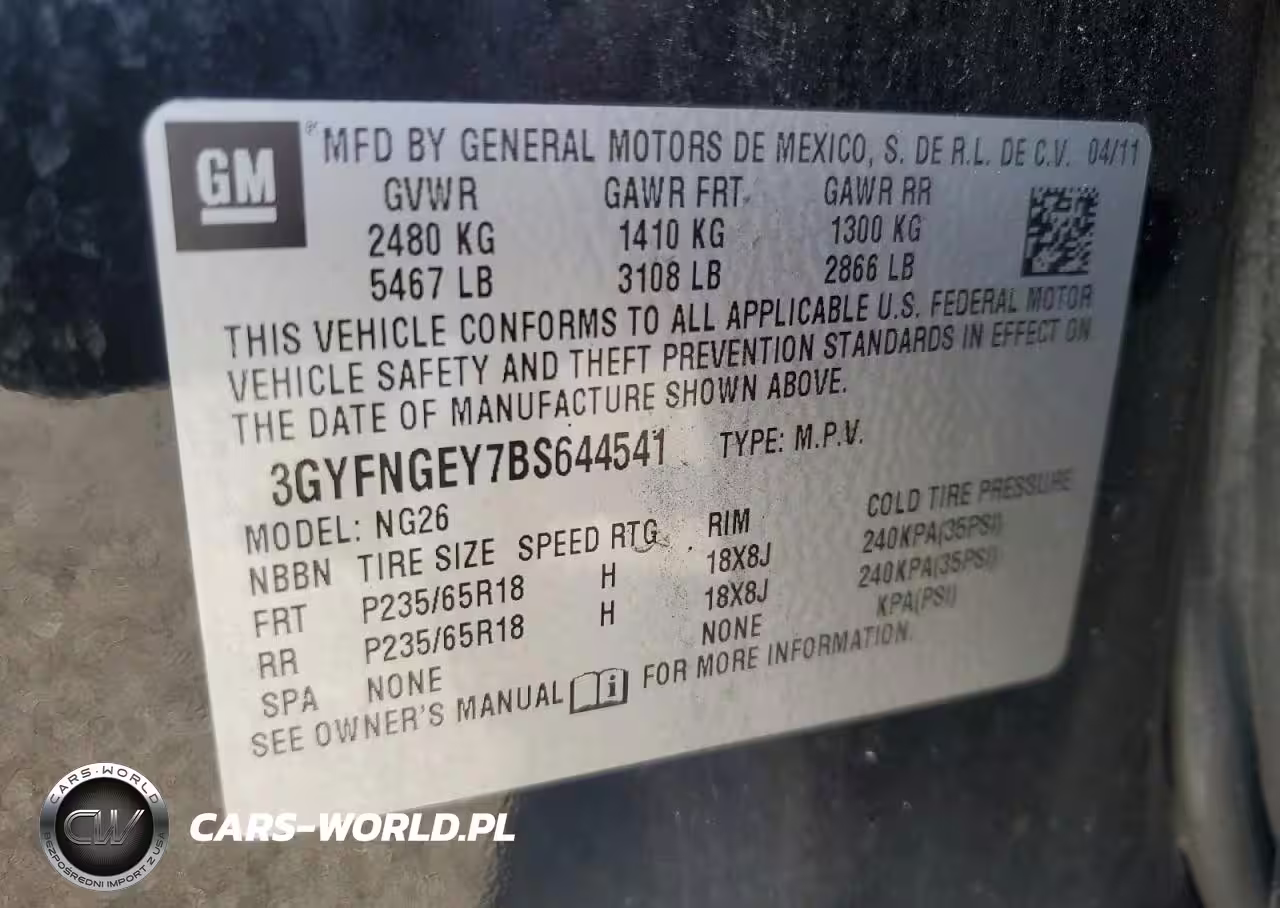 GM
® MFD BY GENERAL MOTORS DE MEXICO, S. DE R.L. DE C.V. 04/11
GVWR GAWR FRT GAWR RR
2480 KG 1410 KG 1300 KG
5467 LB 3108 LB 2866 LB
THIS VEHICLE CONFORMS TO ALL APPLICABLE U.S. FEDERAL MOTOR
VEHICLE SAFETY AND THEFT PREVENTION STANDARDS IN EFFECT ON
THE DATE OF MANUFACTURE SHOWN ABOVE.
3GYFNGEY7BS644541 TYPE: M.P.V.
MODEL: NG26
NBBN TIRE SIZE SPEED RTG RIM COLD TIRE PRESSURE
FRT P235/65R18 H 18X8J 240KPA(35PSI)
RR P235/65R18 H 18X8J 240KPA(35PSI)
SPA NONE NONE KPA(PSI)
SEE OWNER'S MANUAL FOR MORE INFORMATION.
CARS-WORLD
CW
BEZPOŚREDNI IMPORT Z USA
CARS-WORLD.PL